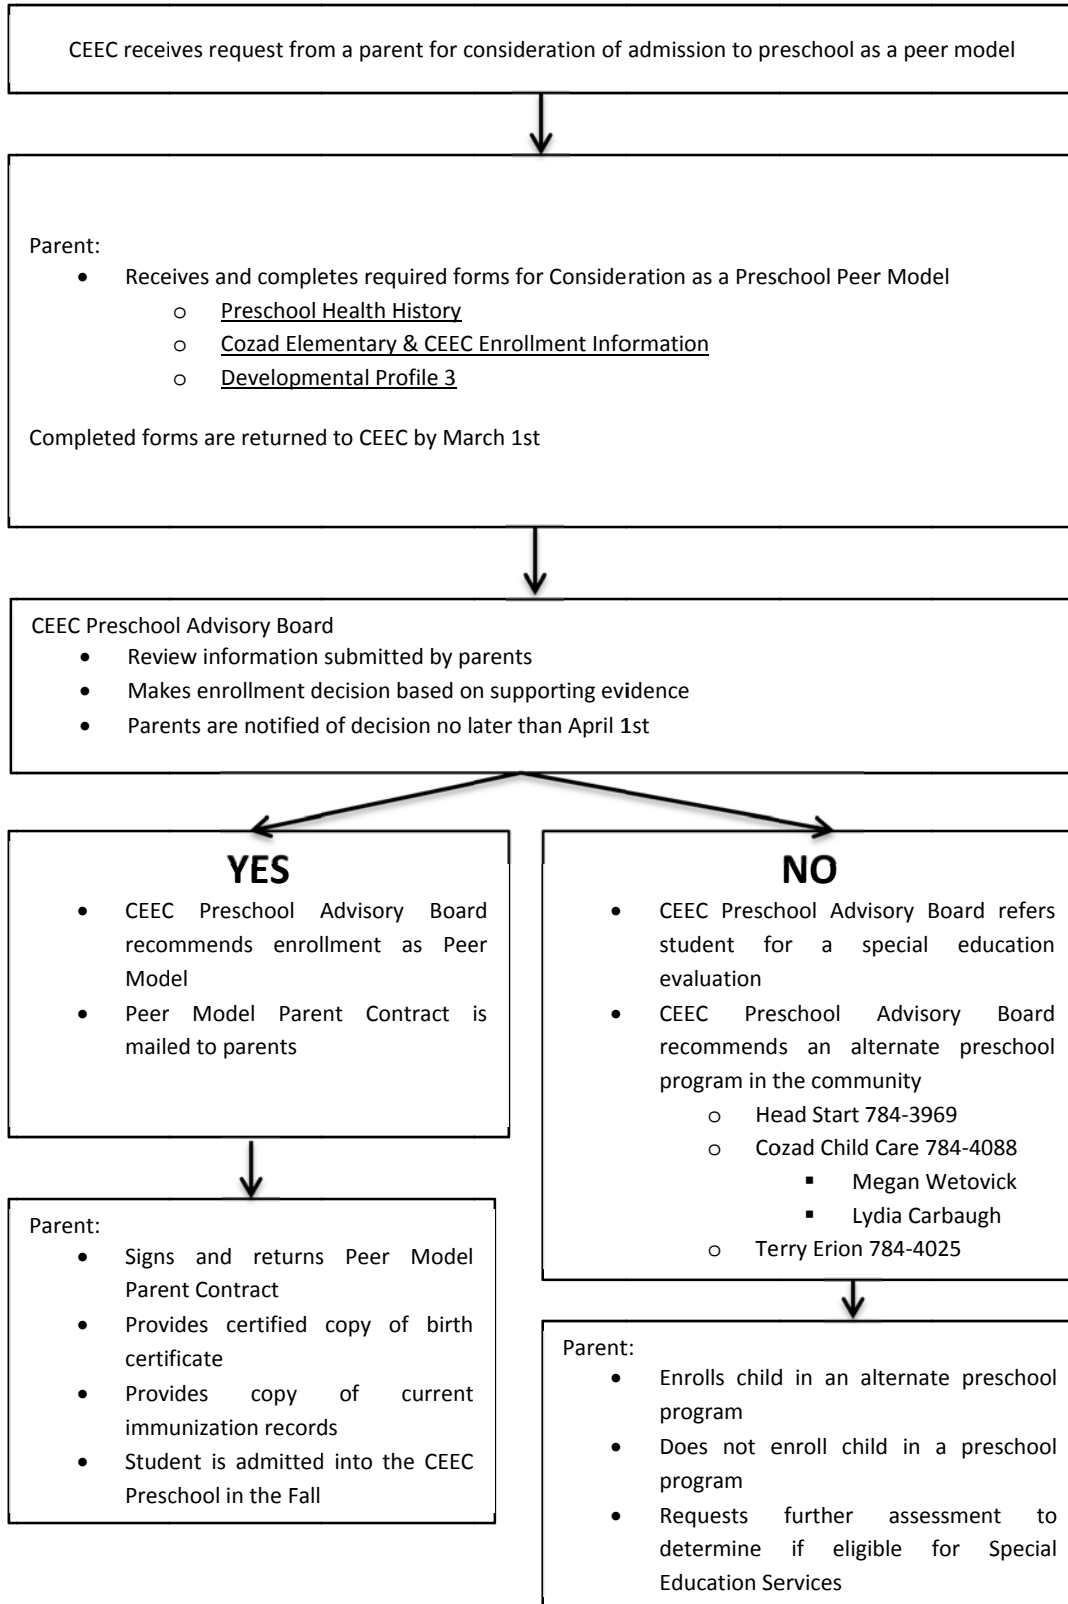 CEEC receives request from a parent for consideration of admission to preschool as a peer model
Parent:
• Receives and completes required forms for Consideration as a Preschool Peer Model
o Preschool Health History
o Cozad Elementary & CEEC Enrollment Information
o Developmental Profile 3
Completed forms are returned to CEEC by March 1st
CEEC Preschool Advisory Board
• Review information submitted by parents
• Makes enrollment decision based on supporting evidence
• Parents are notified of decision no later than April 1st
YES
• CEEC Preschool Advisory Board
recommends enrollment as Peer
Model
• Peer Model Parent Contract is
mailed to parents
Parent:
• Signs and returns Peer Model
Parent Contract
• Provides certified copy of birth
certificate
• Provides copy of current
immunization records
• Student is admitted into the CEEC
Preschool in the Fall
NO
• CEEC Preschool Advisory Board refers
student for a special education
evaluation
• CEEC Preschool Advisory Board
recommends an alternate preschool
program in the community
o Head Start 784-3969
o Cozad Child Care 784-4088
▪ Megan Wetovick
▪ Lydia Carbaugh
o Terry Erion 784-4025
Parent:
• Enrolls child in an alternate preschool
program
• Does not enroll child in a preschool
program
• Requests further assessment to
determine if eligible for Special
Education Services